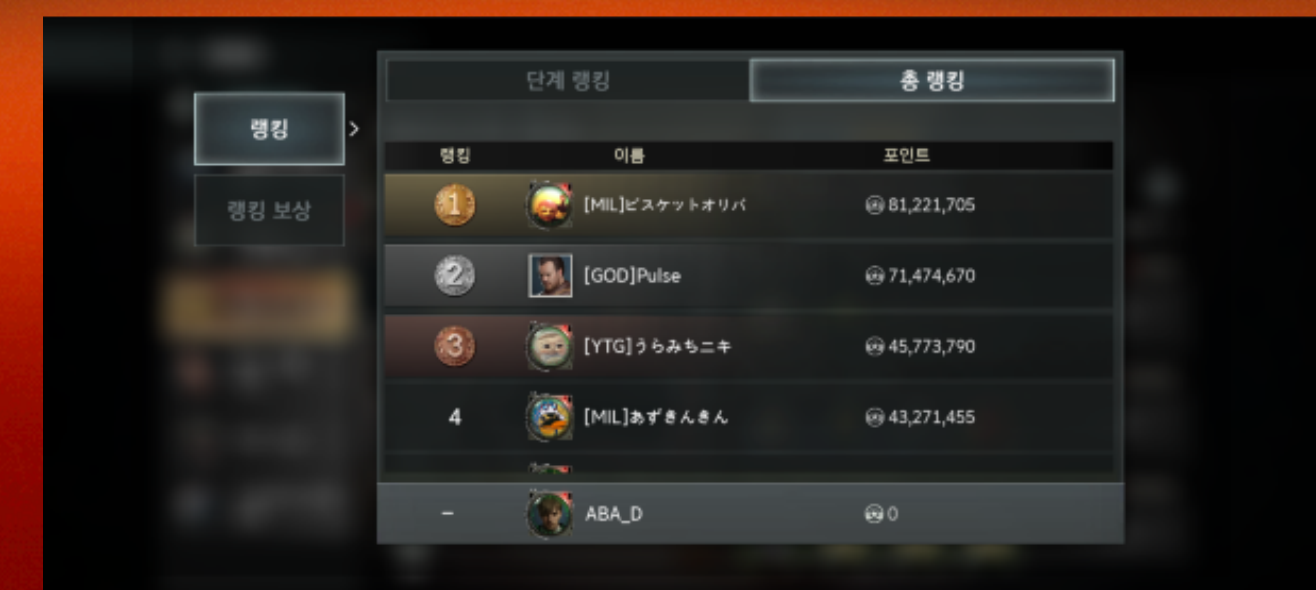 단계 랭킹 총 랭킹
랭킹 >
랭킹 보상
랭킹 이름 포인트
1 [MIL]ビスケットオリバ 81,221,705
2 [GOD]Pulse 71,474,670
3 [YTG]うらみちニキ 45,773,790
4 [MIL]あずきんきん 43,271,455
– ABA_D 0